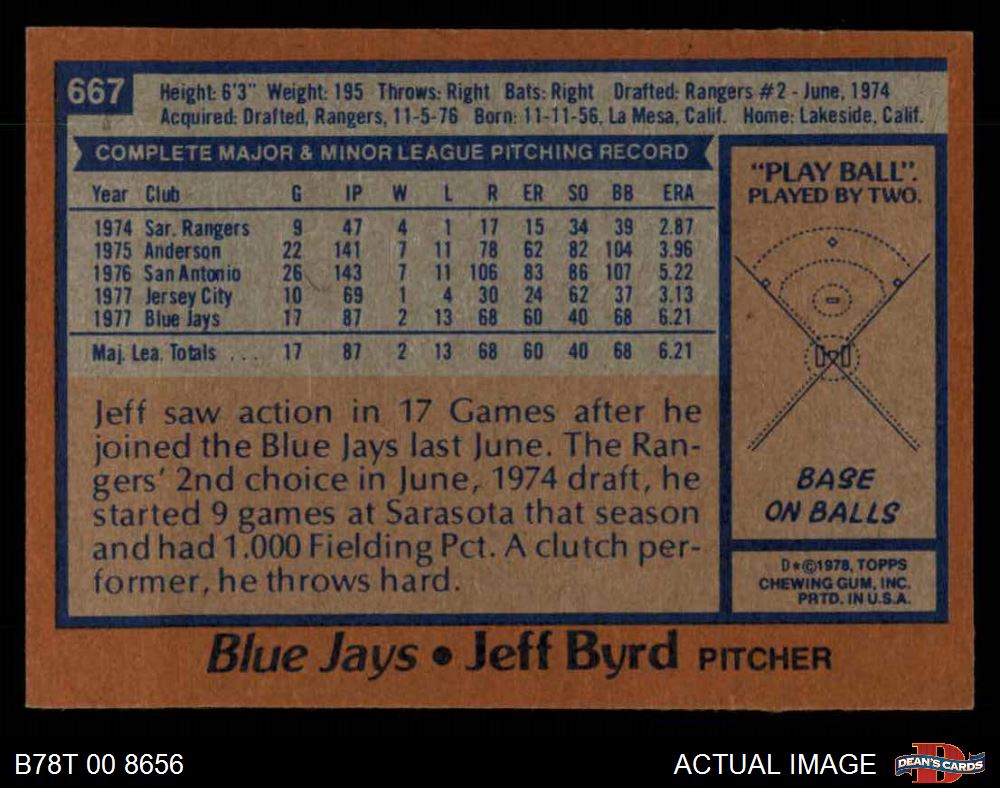 667
Height: 6'3" Weight: 195 Throws: Right Bats: Right Drafted: Rangers #2 - June, 1974
Acquired: Drafted, Rangers, 11-5-76 Born: 11-11-56, La Mesa, Calif. Home: Lakeside, Calif.
COMPLETE MAJOR & MINOR LEAGUE PITCHING RECORD
Year Club G IP W L R ER SO BB ERA
1974 Sar. Rangers 9 47 4 1 17 15 34 39 2.87
1975 Anderson 22 141 7 11 78 62 82 104 3.96
1976 San Antonio 26 143 7 11 106 83 86 107 5.22
1977 Jersey City 10 69 1 4 30 24 62 37 3.13
1977 Blue Jays 17 87 2 13 68 60 40 68 6.21
Maj. Lea. Totals ... 17 87 2 13 68 60 40 68 6.21
Jeff saw action in 17 Games after he
joined the Blue Jays last June. The Ran-
gers' 2nd choice in June, 1974 draft, he
started 9 games at Sarasota that season
and had 1.000 Fielding Pct. A clutch per-
former, he throws hard.
"PLAY BALL".
PLAYED BY TWO.
BASE
ON BALLS
D*©1978, TOPPS
CHEWING GUM, INC.
PRTD. IN U.S.A.
Blue Jays • Jeff Byrd PITCHER
B78T 00 8656
ACTUAL IMAGE
D
DEAN'S CARDS